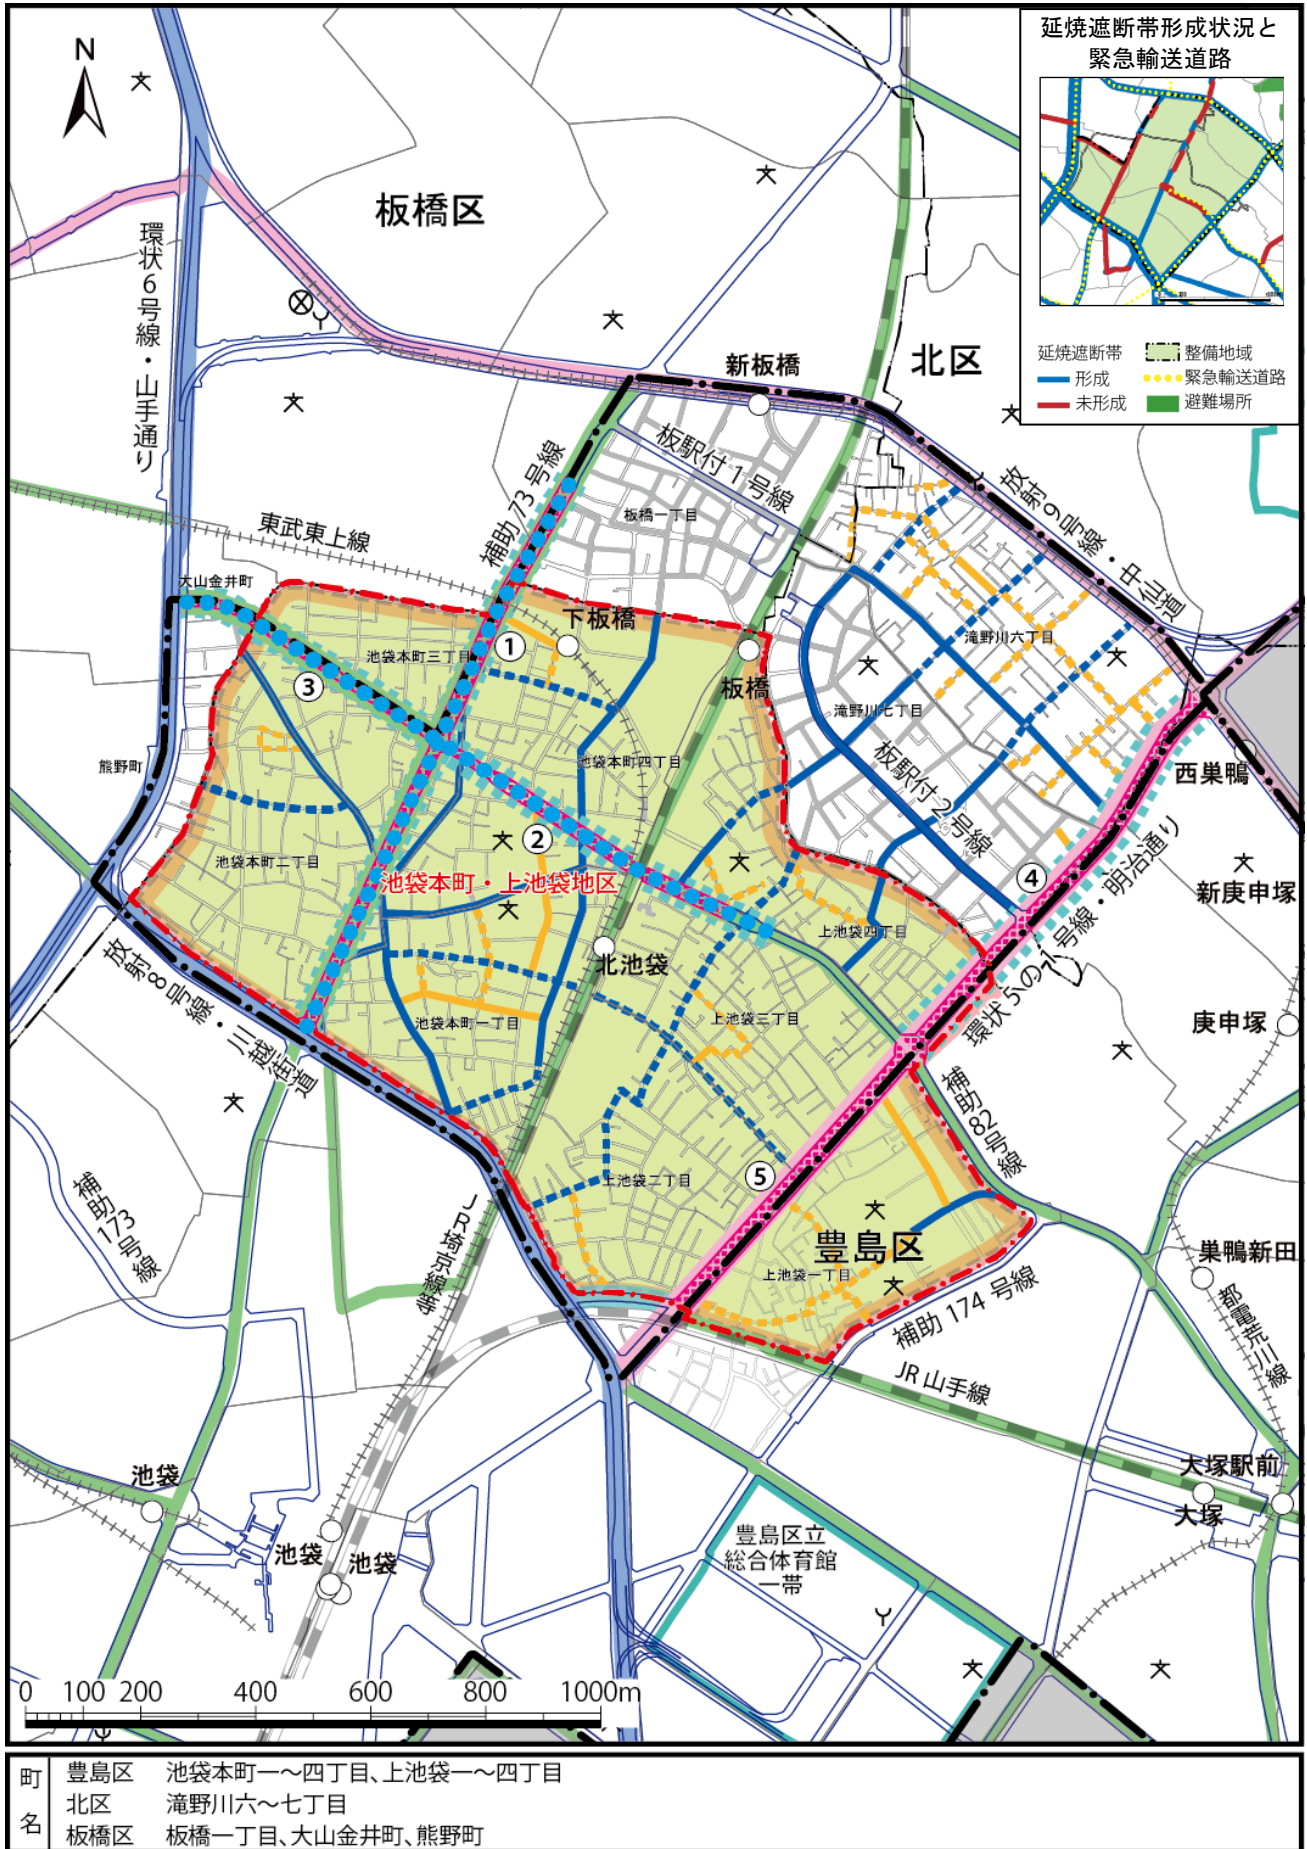 延焼遮断帯形成状況と
緊急輸送道路
延焼遮断帯
形成
未形成
整備地域
緊急輸送道路
避難場所
N
板橋区
北区
環状6号線・山手通り
新板橋
板駅付1号線
補助73号線
板橋一丁目
放射9号線・中仙道
東武東上線
大山金井町
下板橋
①
池袋本町三丁目
③
板橋
滝野川六丁目
滝野川七丁目
板駅付2号線
池袋本町四丁目
熊野町
西巣鴨
②
池袋本町二丁目
池袋本町・上池袋地区
④
新庚申塚
上池袋四丁目
北池袋
環状5の1号線・明治通り
放射8号線・川越街道
池袋本町一丁目
上池袋三丁目
庚申塚
補助82号線
補助173号線
JR埼京線等
上池袋二丁目
⑤
豊島区
上池袋一丁目
巣鴨新田
補助174号線
都電荒川線
JR山手線
大塚駅前
大塚
池袋
池袋
池袋
豊島区立
総合体育館
一帯
0 100 200 400 600 800 1000m
町名
豊島区 池袋本町一～四丁目、上池袋一～四丁目
北区 滝野川六～七丁目
板橋区 板橋一丁目、大山金井町、熊野町